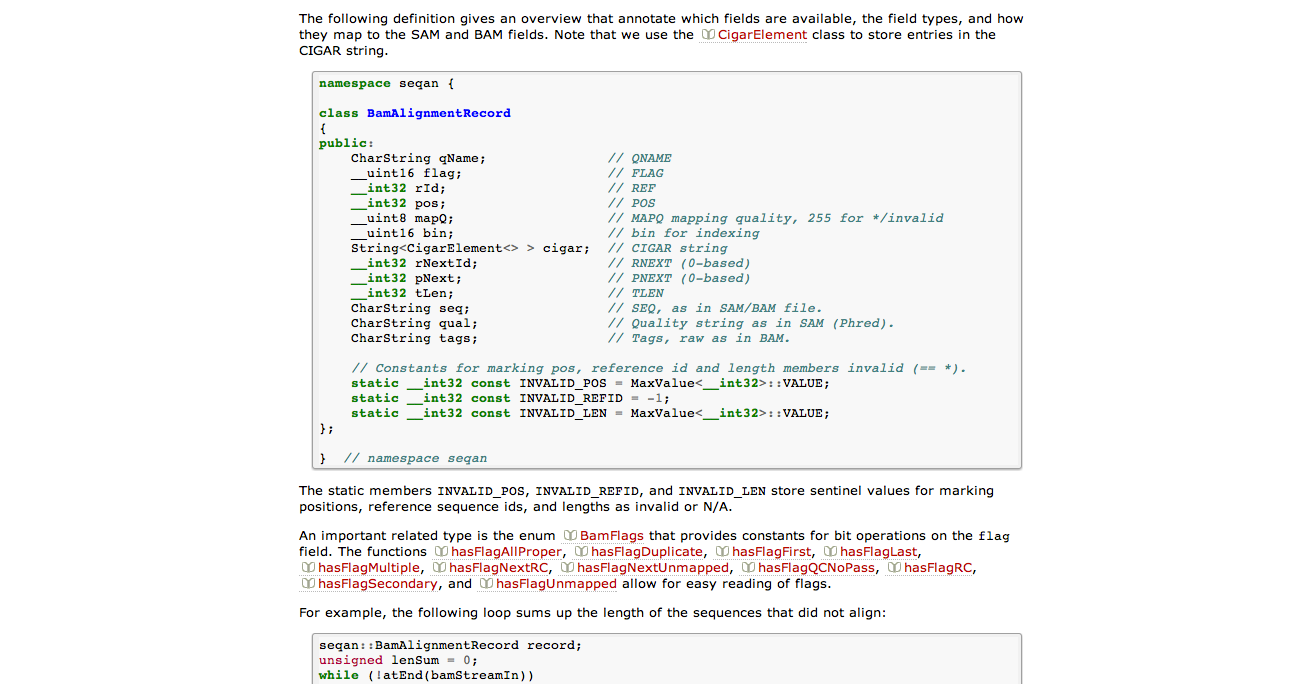 The following definition gives an overview that annotate which fields are available, the field types, and how
they map to the SAM and BAM fields. Note that we use the CigarElement class to store entries in the
CIGAR string.
namespace seqan {
class BamAlignmentRecord
{
public:
    CharString qName;               // QNAME
    __uint16 flag;                  // FLAG
    __int32 rId;                    // REF
    __int32 pos;                    // POS
    __uint8 mapQ;                   // MAPQ mapping quality, 255 for */invalid
    __uint16 bin;                   // bin for indexing
    String<CigarElement<> > cigar;  // CIGAR string
    __int32 rNextId;                // RNEXT (0-based)
    __int32 pNext;                  // PNEXT (0-based)
    __int32 tLen;                   // TLEN
    CharString seq;                 // SEQ, as in SAM/BAM file.
    CharString qual;                // Quality string as in SAM (Phred).
    CharString tags;                // Tags, raw as in BAM.
    // Constants for marking pos, reference id and length members invalid (== *).
    static __int32 const INVALID_POS = MaxValue<__int32>::VALUE;
    static __int32 const INVALID_REFID = -1;
    static __int32 const INVALID_LEN = MaxValue<__int32>::VALUE;
};
}  // namespace seqan
The static members INVALID_POS, INVALID_REFID, and INVALID_LEN store sentinel values for marking
positions, reference sequence ids, and lengths as invalid or N/A.
An important related type is the enum BamFlags that provides constants for bit operations on the flag
field. The functions hasFlagAllProper, hasFlagDuplicate, hasFlagFirst, hasFlagLast,
hasFlagMultiple, hasFlagNextRC, hasFlagNextUnmapped, hasFlagQCNoPass, hasFlagRC,
hasFlagSecondary, and hasFlagUnmapped allow for easy reading of flags.
For example, the following loop sums up the length of the sequences that did not align:
seqan::BamAlignmentRecord record;
unsigned lenSum = 0;
while (!atEnd(bamStreamIn))